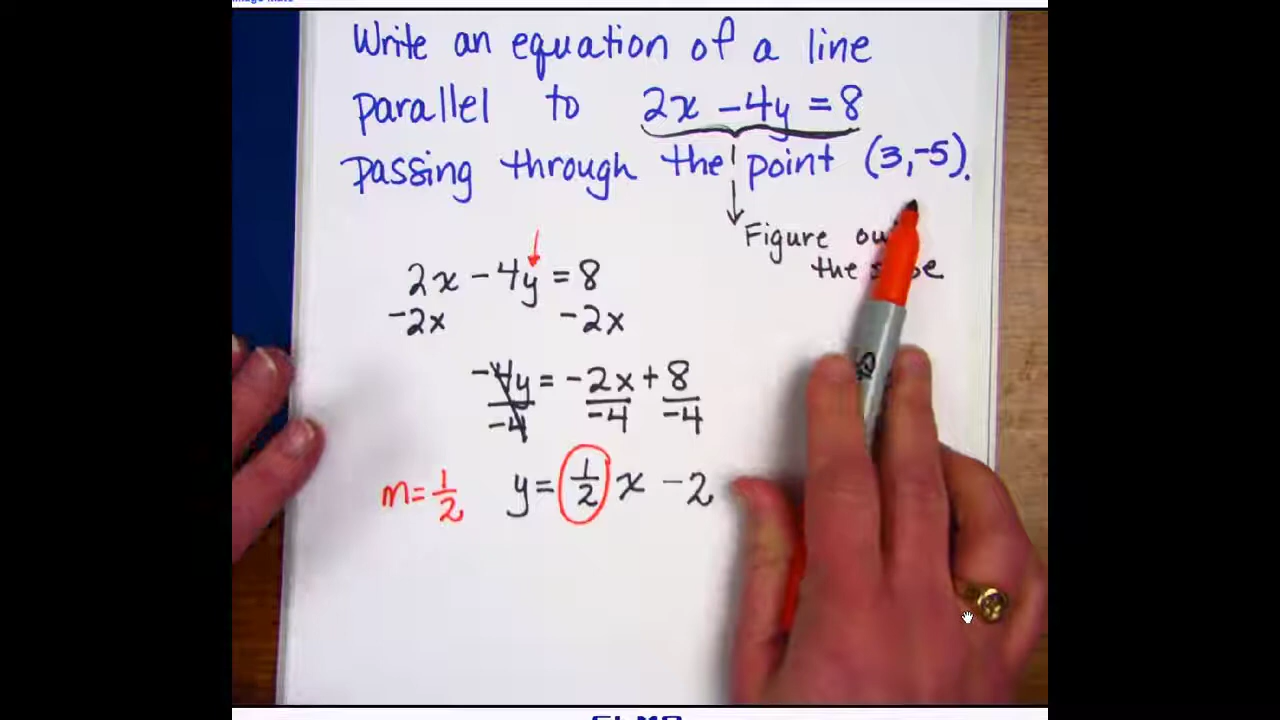 Write an equation of a line
parallel to 2x - 4y = 8
passing through the point (3,-5).
Figure
the
2x - 4y = 8
-2x -2x
-4y = -2x + 8
-4 -4 -4
m = 1/2 y = 1/2 x - 2